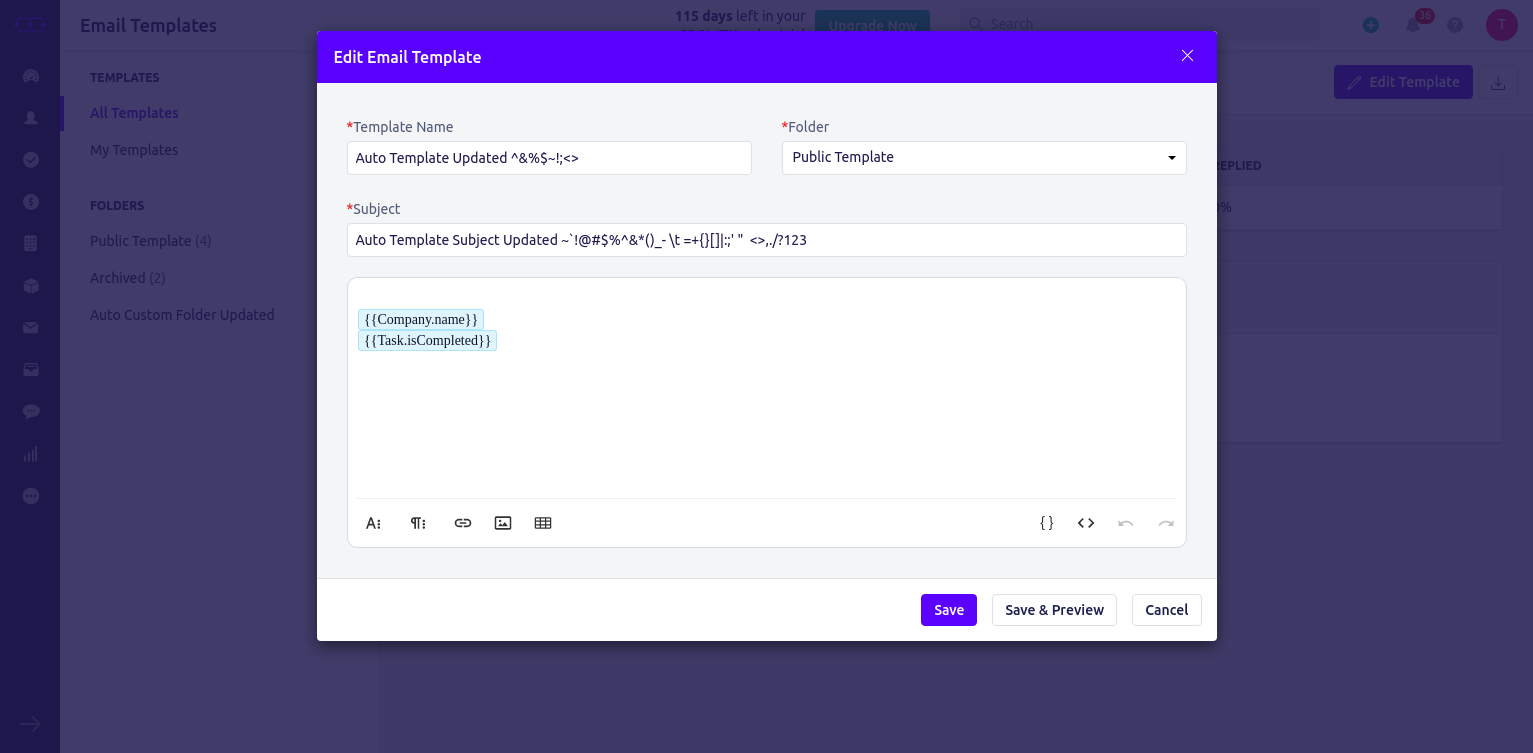 Email Templates
115 days left in your
Upgrade Now
Search
36
T
TEMPLATES
All Templates
My Templates
FOLDERS
Public Template (4)
Archived (2)
Auto Custom Folder Updated
Edit Template
REPLIED
0%
Edit Email Template
*Template Name
Auto Template Updated ^&%$~!;<>
*Folder
Public Template
*Subject
Auto Template Subject Updated ~`!@#$%^&*()_- \t =+{}[]|:;' "  <>,./?123
{{Company.name}}
{{Task.isCompleted}}
Save
Save & Preview
Cancel